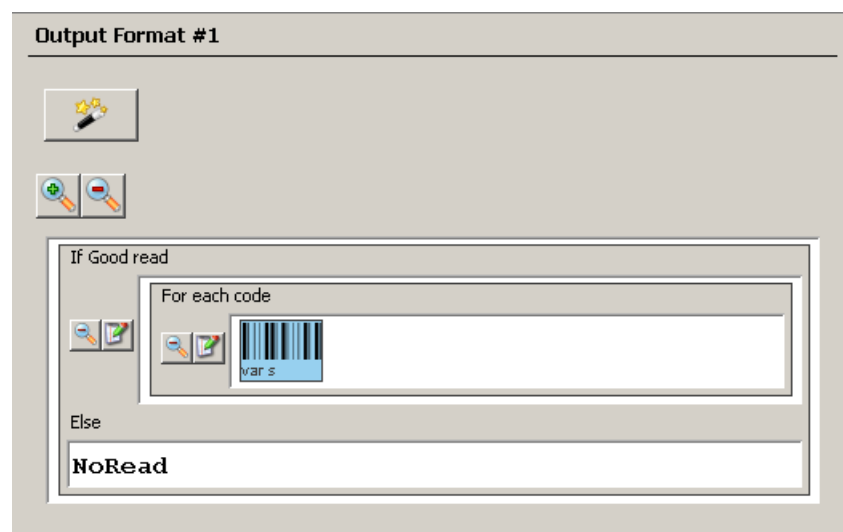 Output Format #1
If Good read
For each code
var s
Else
NoRead